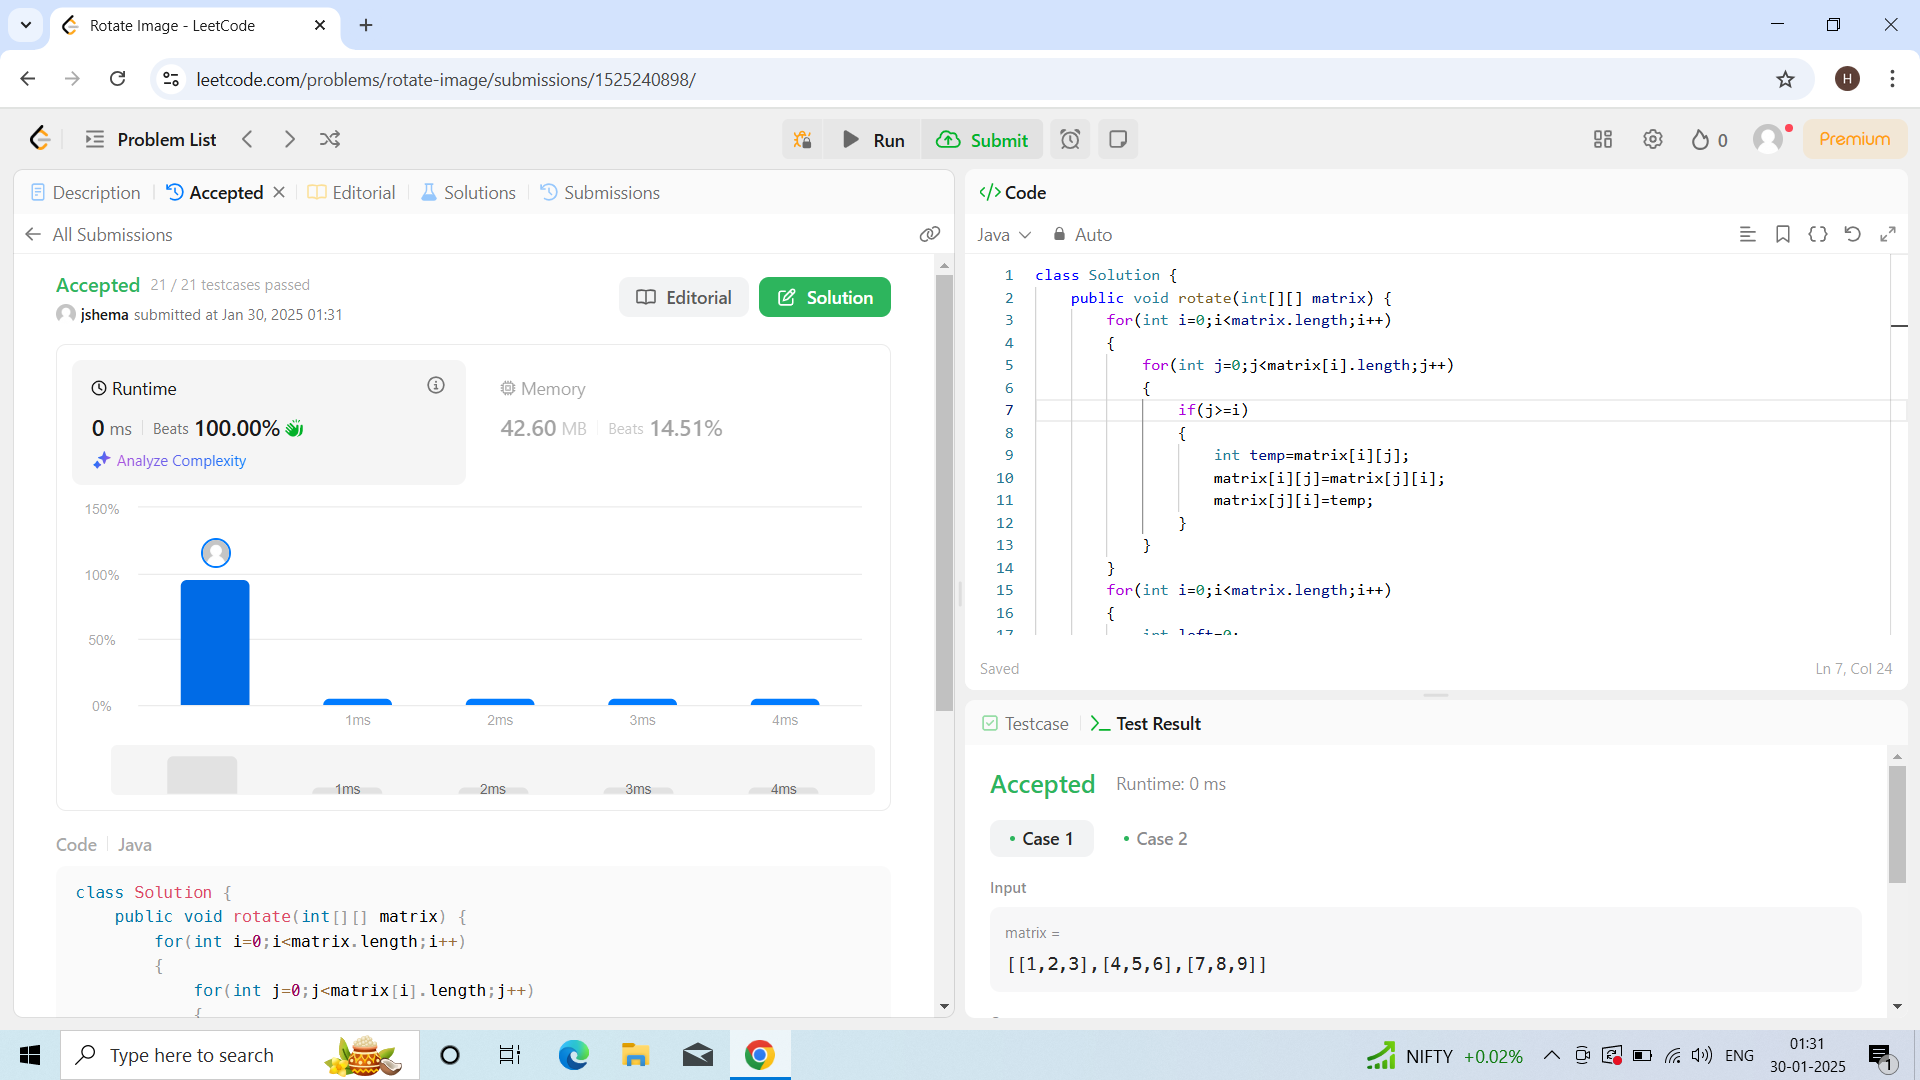 Rotate Image - LeetCode
leetcode.com/problems/rotate-image/submissions/1525240898/
H
Problem List
Run
Submit
0
Premium
Description
Accepted
Editorial
Solutions
Submissions
All Submissions
Accepted 21 / 21 testcases passed
jshema submitted at Jan 30, 2025 01:31
Editorial
Solution
Runtime
0 ms Beats 100.00%
Analyze Complexity
Memory
42.60 MB Beats 14.51%
150%
100%
50%
0%
1ms 2ms 3ms 4ms
1ms 2ms 3ms 4ms
Code Java
class Solution {
public void rotate(int[][] matrix) {
for(int i=0;i<matrix.length;i++)
{
for(int j=0;j<matrix[i].length;j++)
{
Code
Java
Auto
1 class Solution {
2 public void rotate(int[][] matrix) {
3 for(int i=0;i<matrix.length;i++)
4 {
5 for(int j=0;j<matrix[i].length;j++)
6 {
7 if(j>=i)
8 {
9 int temp=matrix[i][j];
10 matrix[i][j]=matrix[j][i];
11 matrix[j][i]=temp;
12 }
13 }
14 }
15 for(int i=0;i<matrix.length;i++)
16 {
17 int left=0;
Saved
Ln 7, Col 24
Testcase
Test Result
Accepted Runtime: 0 ms
Case 1
Case 2
Input
matrix =
[[1,2,3],[4,5,6],[7,8,9]]
Type here to search
NIFTY +0.02%
ENG
01:31
30-01-2025
1